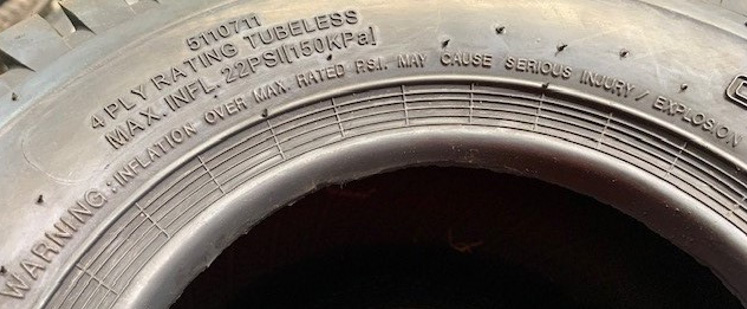 5110711
4 PLY RATING TUBELESS
MAX. INFL. 22PSI[150KPa]
WARNING: INFLATION OVER MAX. RATED P.S.I. MAY CAUSE SERIOUS INJURY / EXPLOSION